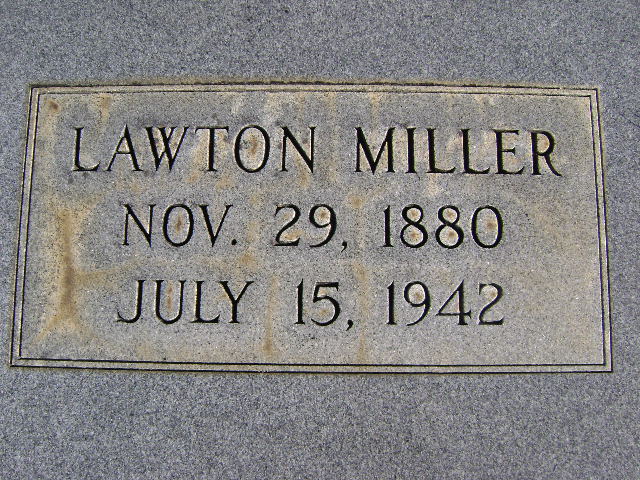 LAWTON MILLER
NOV. 29, 1880
JULY 15, 1942